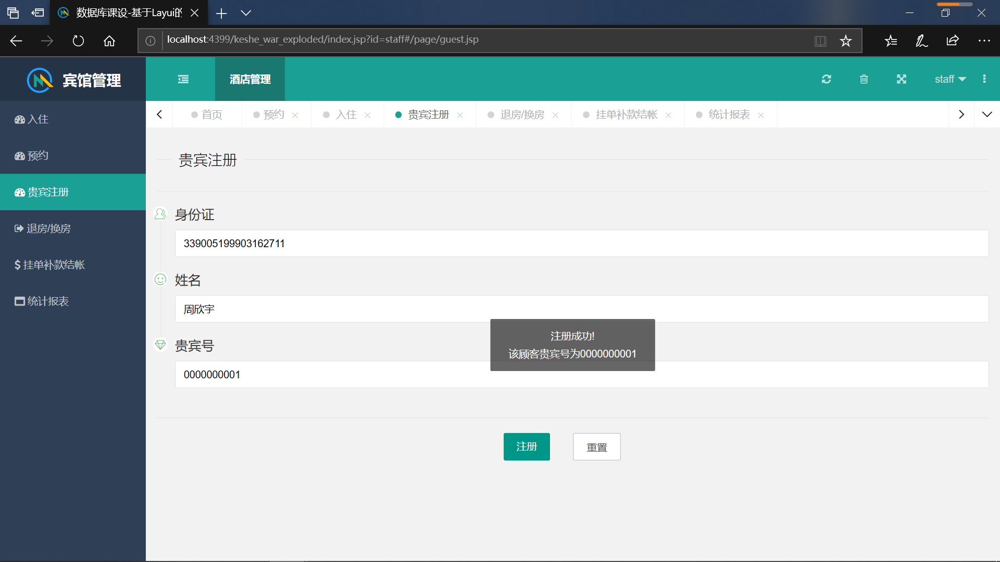 数据库课设-基于Layui的
localhost:4399/keshe_war_exploded/index.jsp?id=staff#/page/guest.jsp
宾馆管理
酒店管理
staff
首页
预约
入住
贵宾注册
退房/换房
挂单补款结帐
统计报表
入住
预约
贵宾注册
退房/换房
挂单补款结帐
统计报表
贵宾注册
身份证
339005199903162711
姓名
周欣宇
贵宾号
0000000001
注册成功!
该顾客贵宾号为0000000001
注册
重置